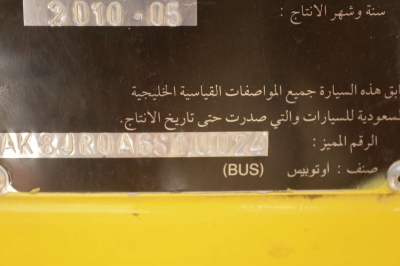 سنة وشهر الانتاج : 2010-05
ابق هذه السيارة جميع المواصفات القياسية الخليجية
لسعودية للسيارات والتي صدرت حتى تاريخ الانتاج.
الرقم المميز :
صنف : أوتوبيس (BUS)